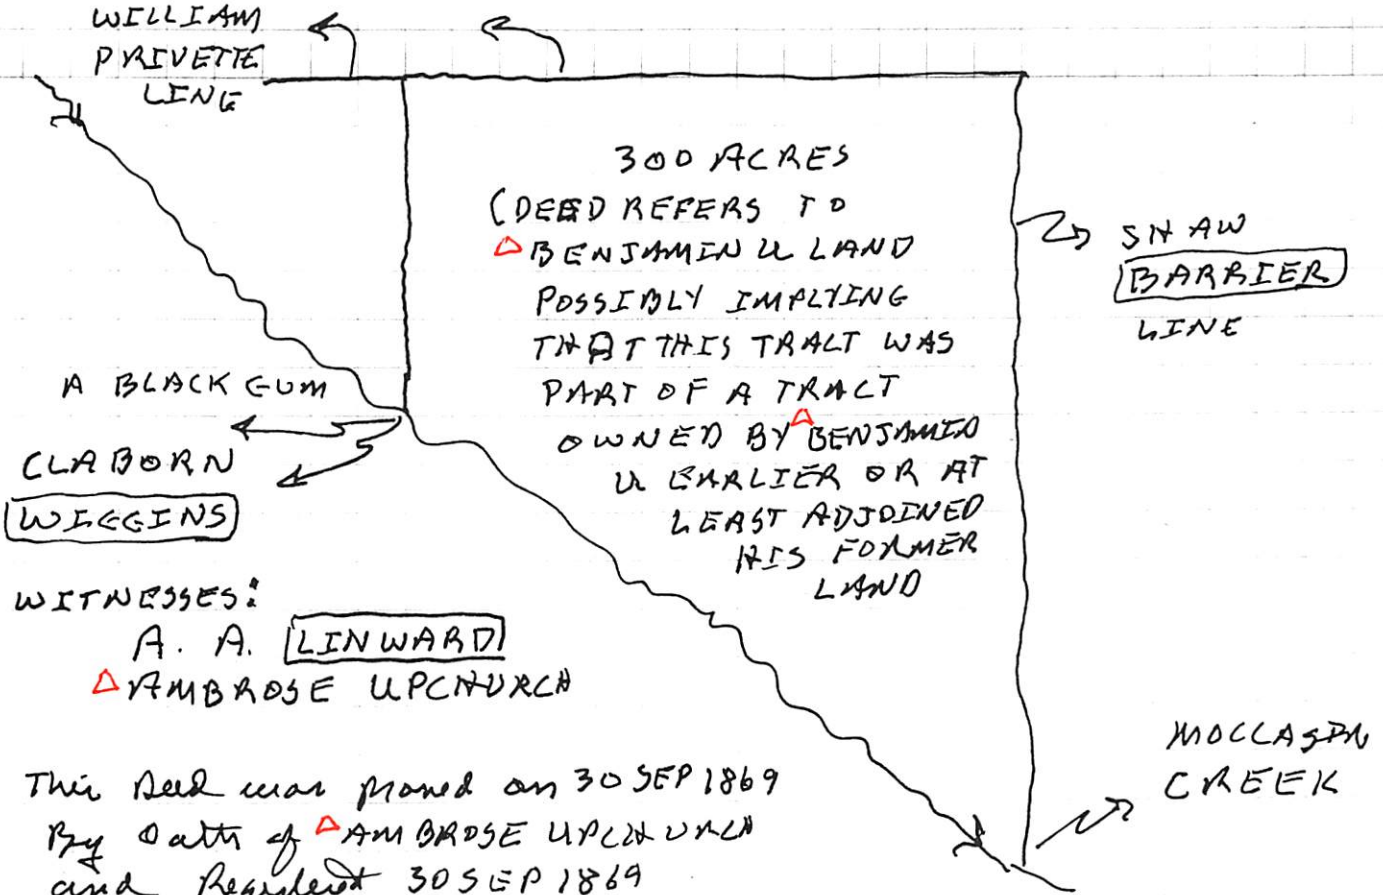 WILLIAM
PRIVETTE
LINE
300 ACRES
(DEED REFERS TO
BENJAMIN U LAND
POSSIBLY IMPLYING
THAT THIS TRACT WAS
PART OF A TRACT
OWNED BY BENJAMIN
U EARLIER OR AT
LEAST ADJOINED
HIS FORMER
LAND
SHAW
BARRIER
LINE
A BLACK GUM
CLABORN
WIGGINS
WITNESSES:
A. A. LINWARD
AMBROSE UPCHURCH
MOCCASIN
CREEK
This Deed was proved on 30 SEP 1869
By Oath of AMBROSE UPCHURCH
and Registered 30 SEP 1869